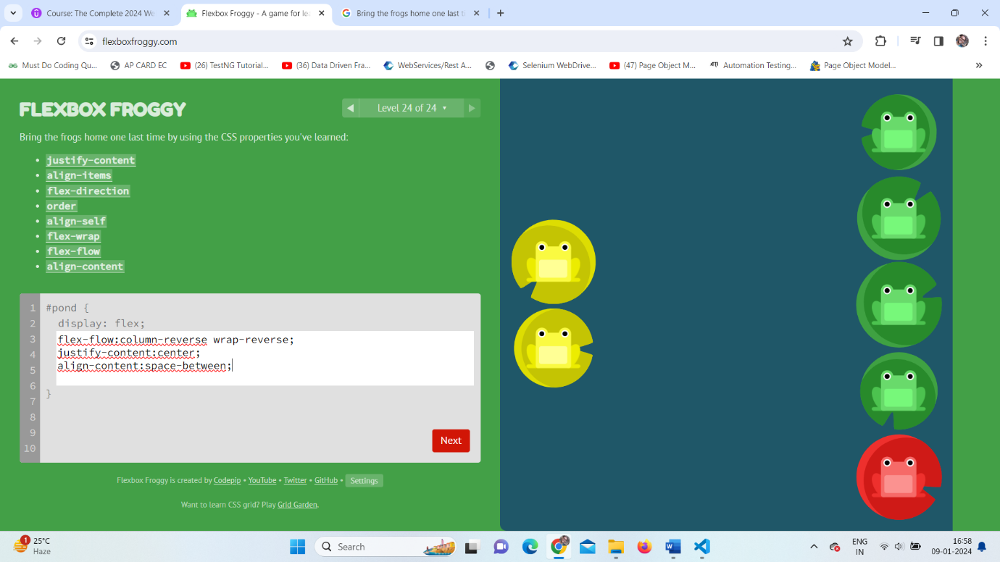 Course: The Complete 2024 We
Flexbox Froggy - A game for le
Bring the frogs home one last t
flexboxfroggy.com
Must Do Coding Qu...
AP CARD EC
(26) TestNG Tutorial...
(36) Data Driven Fra...
WebServices/Rest A...
Selenium WebDrive...
(47) Page Object M...
Automation Testing...
Page Object Model...
»
FLEXBOX FROGGY
Level 24 of 24
Bring the frogs home one last time by using the CSS properties you've learned:
• justify-content
• align-items
• flex-direction
• order
• align-self
• flex-wrap
• flex-flow
• align-content
1 #pond {
2 display: flex;
3 flex-flow:column-reverse wrap-reverse;
4 justify-content:center;
5 align-content:space-between;
6 }
7
8
9
10
Next
Flexbox Froggy is created by Codepip • YouTube • Twitter • GitHub • Settings
Want to learn CSS grid? Play Grid Garden.
1
25°C
Haze
Search
ENG
IN
16:58
09-01-2024